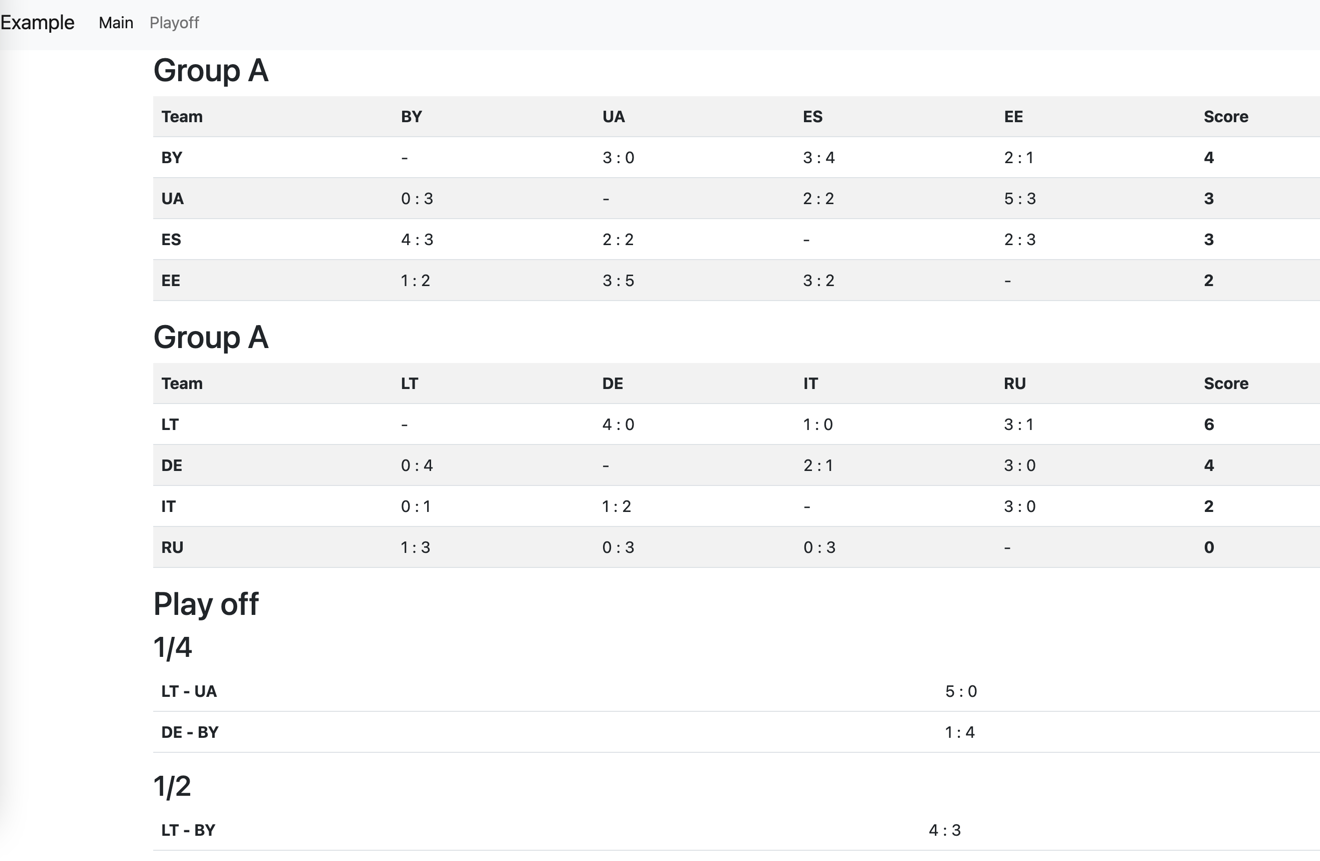 Example Main Playoff
Group A
Team BY UA ES EE Score
BY - 3 : 0 3 : 4 2 : 1 4
UA 0 : 3 - 2 : 2 5 : 3 3
ES 4 : 3 2 : 2 - 2 : 3 3
EE 1 : 2 3 : 5 3 : 2 - 2
Group A
Team LT DE IT RU Score
LT - 4 : 0 1 : 0 3 : 1 6
DE 0 : 4 - 2 : 1 3 : 0 4
IT 0 : 1 1 : 2 - 3 : 0 2
RU 1 : 3 0 : 3 0 : 3 - 0
Play off
1/4
LT - UA 5 : 0
DE - BY 1 : 4
1/2
LT - BY 4 : 3